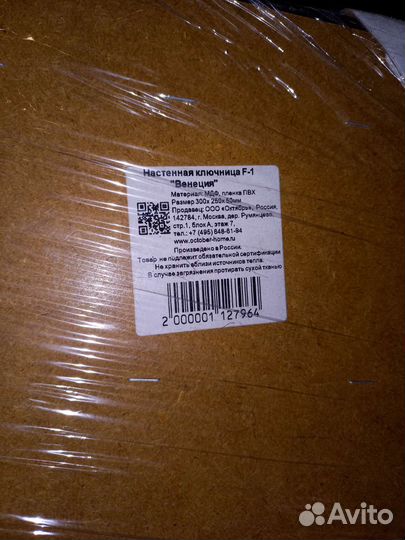 Настенная ключница F-1
"Венеция"
Материал: МДФ, пленка ПВХ
Размер 300х 250х 60мм
Продавец: ООО «Октябрь», Россия,
142784, г. Москва, дер. Румянцево,
стр.1, блок А, этаж 7,
тел.: +7 (495) 848-61-94
www.october-home.ru
Произведено в России
Товар не подлежит обязательной сертификации
Не хранить вблизи источников тепла.
В случае загрязнения протирать сухой тканью
2 000001 127964
Avito